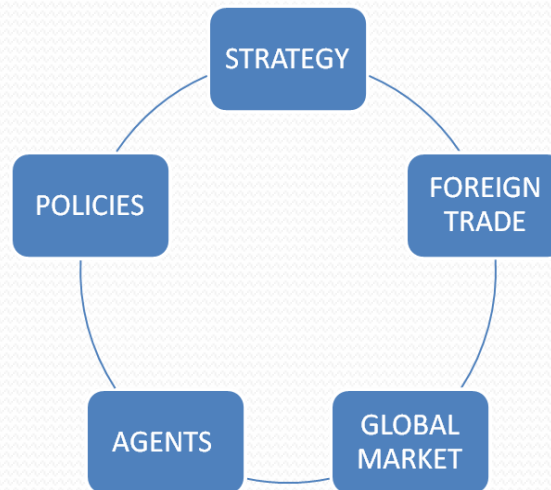 STRATEGY
FOREIGN
TRADE
GLOBAL
MARKET
AGENTS
POLICIES